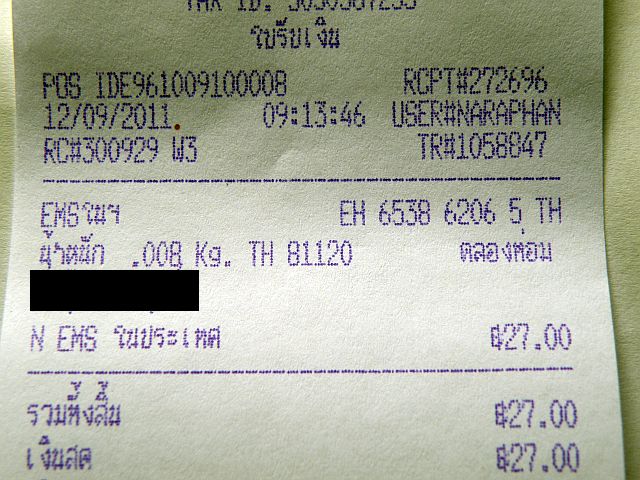 TAX ID. 3030387233
ใบรับเงิน
POS IDE961009100008 RCPT#272696
12/09/2011 09:13:46 USER#NARAPHAN
RC#300929 W3 TR#1058847
EMSในฯ EH 6538 6206 5 TH
น้ำหนัก .008 Kg. TH 81120 คลองท่อม
N EMS ในประเทศ ฿27.00
รวมทั้งสิ้น ฿27.00
เงินสด ฿27.00